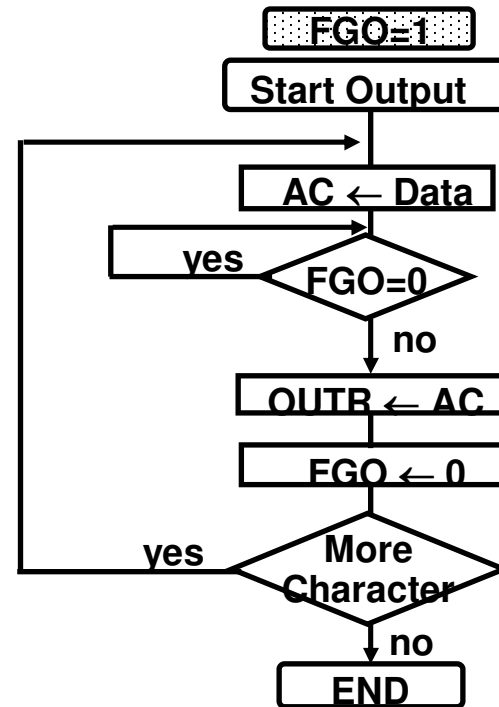 FGO=1
Start Output
AC ← Data
yes
FGO=0
no
OUTR ← AC
FGO ← 0
yes
More
Character
no
END